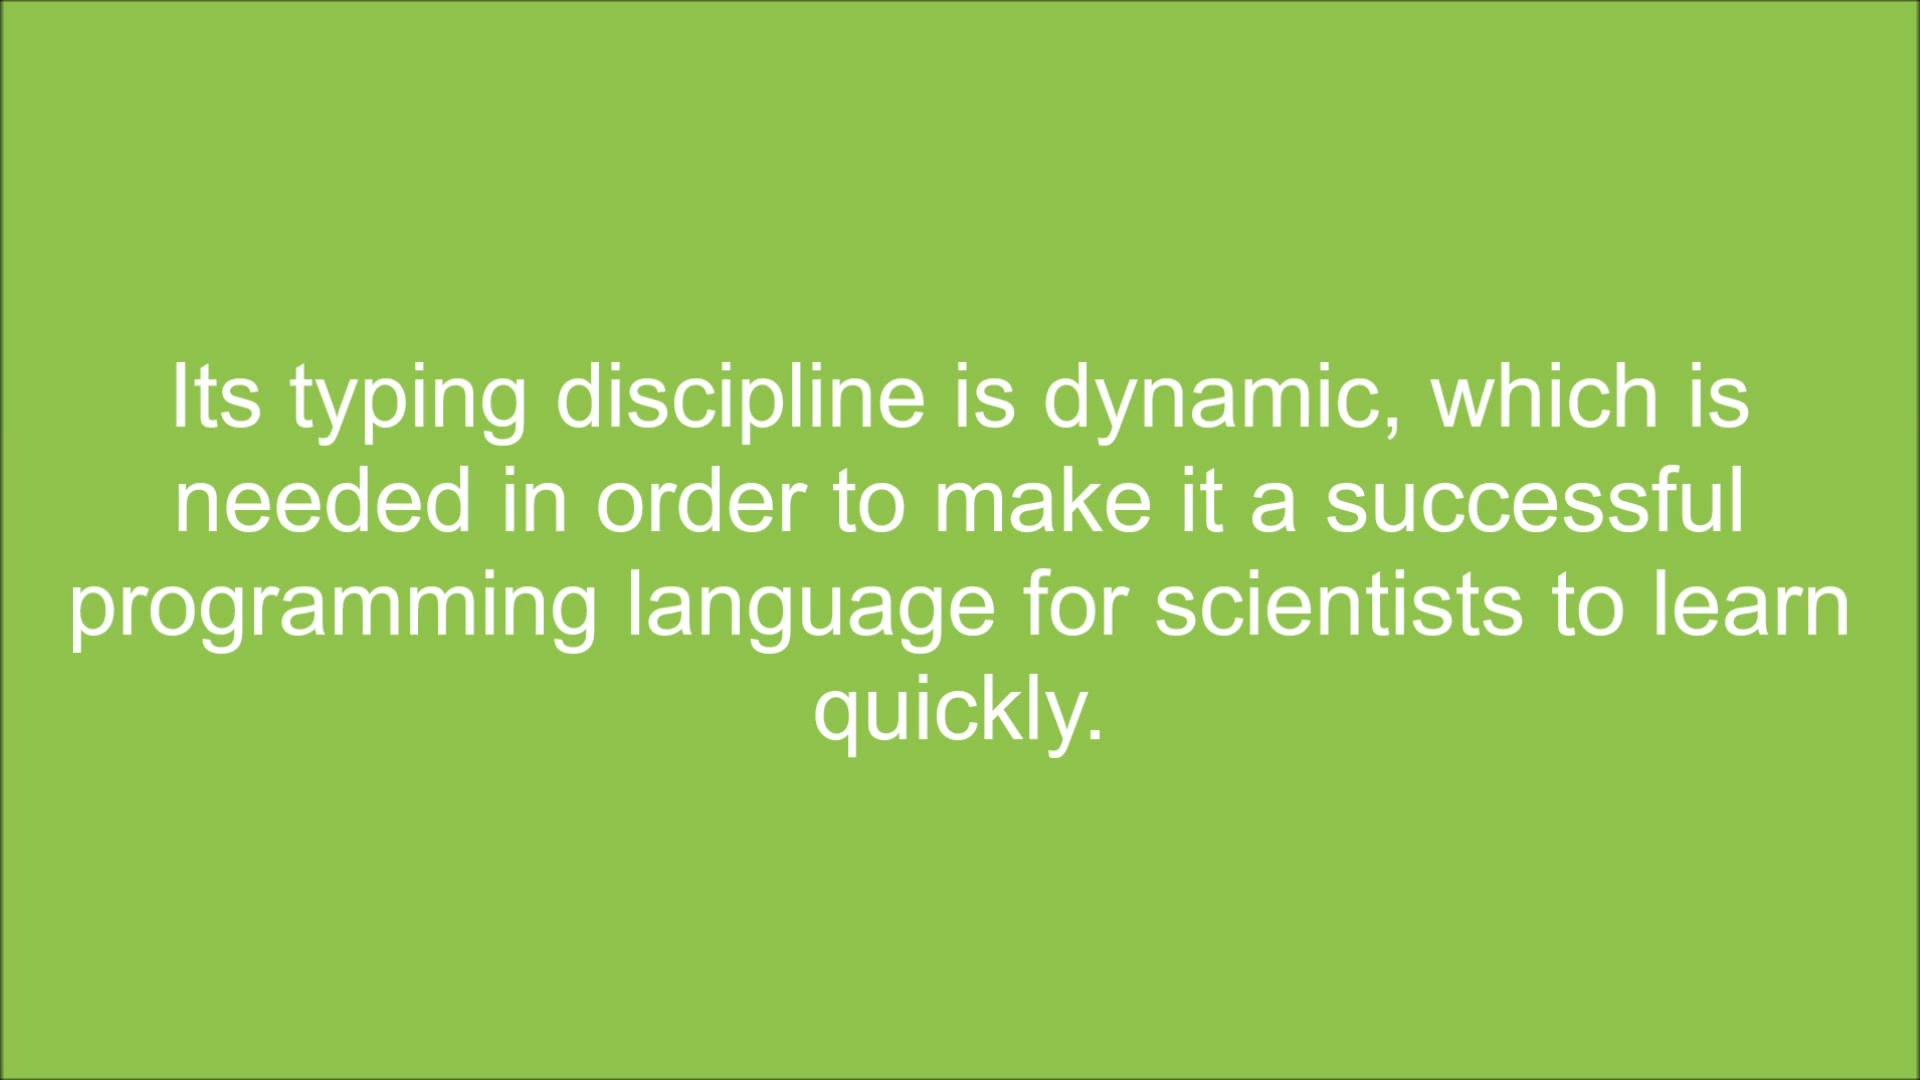 Its typing discipline is dynamic, which is
needed in order to make it a successful
programming language for scientists to learn
quickly.